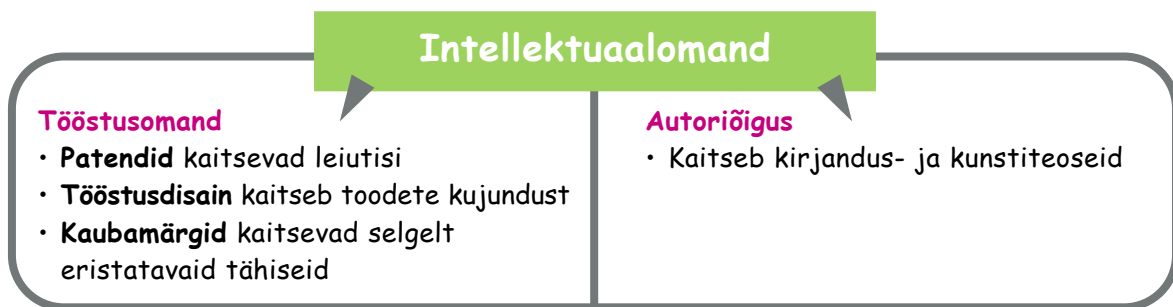 Intellektuaalomand
Tööstusomand
• Patendid kaitsevad leiutisi
• Tööstusdisain kaitseb toodete kujundust
• Kaubamärgid kaitsevad selgelt
eristatavaid tähiseid
Autoriõigus
• Kaitseb kirjandus- ja kunstiteoseid